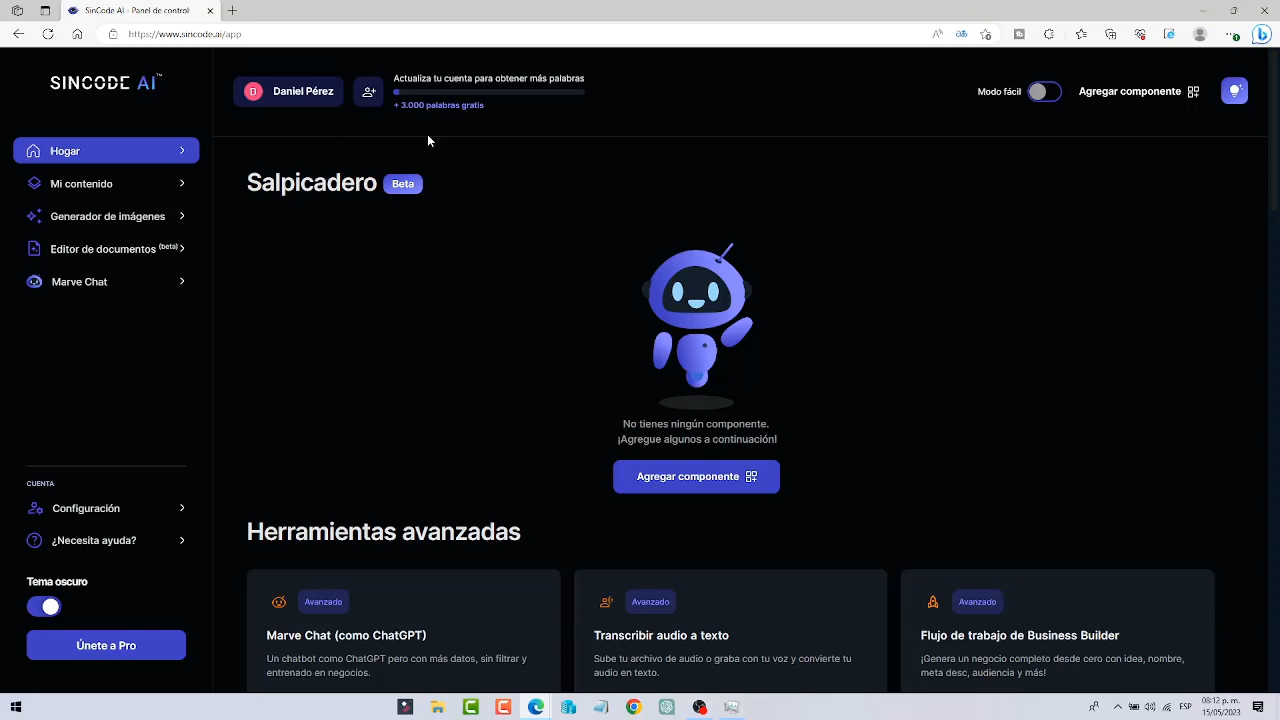 SinCode AI - Panel de control
https://www.sincode.ai/app
SINCODE AI™
D Daniel Pérez
Actualiza tu cuenta para obtener más palabras
+ 3.000 palabras gratis
Modo fácil
Agregar componente
Hogar
Mi contenido
Generador de imágenes
Editor de documentos (beta)
Marve Chat
CUENTA
Configuración
¿Necesita ayuda?
Tema oscuro
Únete a Pro
Salpicadero Beta
No tienes ningún componente.
¡Agregue algunos a continuación!
Agregar componente
Herramientas avanzadas
Avanzado
Marve Chat (como ChatGPT)
Un chatbot como ChatGPT pero con más datos, sin filtrar y
entrenado en negocios.
Avanzado
Transcribir audio a texto
Sube tu archivo de audio o graba con tu voz y convierte tu
audio en texto.
Avanzado
Flujo de trabajo de Business Builder
¡Genera un negocio completo desde cero con idea, nombre,
meta desc, audiencia y más!
ESP
08:12 p. m.
15/05/2023